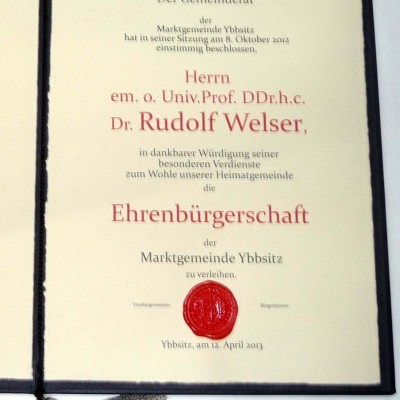 Der Gemeinderat
der
Marktgemeinde Ybbsitz
hat in seiner Sitzung am 8. Oktober 2012
einstimmig beschlossen,
Herrn
em. o. Univ.Prof. DDr.h.c.
Dr. Rudolf Welser,
in dankbarer Würdigung seiner
besonderen Verdienste
zum Wohle unserer Heimatgemeinde
die
Ehrenbürgerschaft
der
Marktgemeinde Ybbsitz
zu verleihen.
Vizebürgermeister Bürgermeister
Ybbsitz, am 12. April 2013